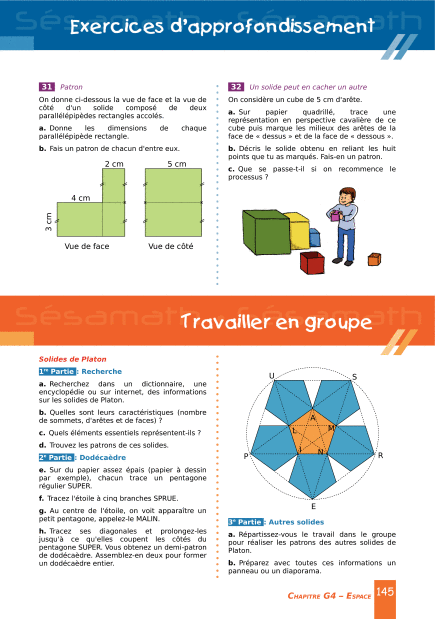 Exercices d'approfondissement
31 Patron
On donne ci-dessous la vue de face et la vue de
côté d'un solide composé de deux
parallélépipèdes rectangles accolés.
a. Donne les dimensions de chaque
parallélépipède rectangle.
b. Fais un patron de chacun d'entre eux.
2 cm
5 cm
4 cm
3 cm
Vue de face
Vue de côté
32 Un solide peut en cacher un autre
On considère un cube de 5 cm d'arête.
a. Sur papier quadrillé, trace une
représentation en perspective cavalière de ce
cube puis marque les milieux des arêtes de la
face de « dessus » et de la face de « dessous ».
b. Décris le solide obtenu en reliant les huit
points que tu as marqués. Fais-en un patron.
c. Que se passe-t-il si on recommence le
processus ?
Sésamath
Travailler en groupe
Solides de Platon
1re Partie : Recherche
a. Recherchez dans un dictionnaire, une
encyclopédie ou sur internet, des informations
sur les solides de Platon.
b. Quelles sont leurs caractéristiques (nombre
de sommets, d'arêtes et de faces) ?
c. Quels éléments essentiels représentent-ils ?
d. Trouvez les patrons de ces solides.
2e Partie : Dodécaèdre
e. Sur du papier assez épais (papier à dessin
par exemple), chacun trace un pentagone
régulier SUPER.
f. Tracez l'étoile à cinq branches SPRUE.
g. Au centre de l'étoile, on voit apparaître un
petit pentagone, appelez-le MALIN.
h. Tracez ses diagonales et prolongez-les
jusqu'à ce qu'elles coupent les côtés du
pentagone SUPER. Vous obtenez un demi-patron
de dodécaèdre. Assemblez-en deux pour former
un dodécaèdre entier.
U
S
A
L
M
I
N
P
R
E
3e Partie : Autres solides
a. Répartissez-vous le travail dans le groupe
pour réaliser les patrons des autres solides de
Platon.
b. Préparez avec toutes ces informations un
panneau ou un diaporama.
Chapitre G4 – Espace 145